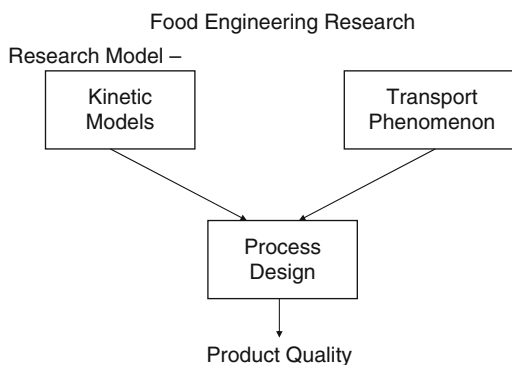 Food Engineering Research
Research Model –
Kinetic
Models
Transport
Phenomenon
Process
Design
Product Quality